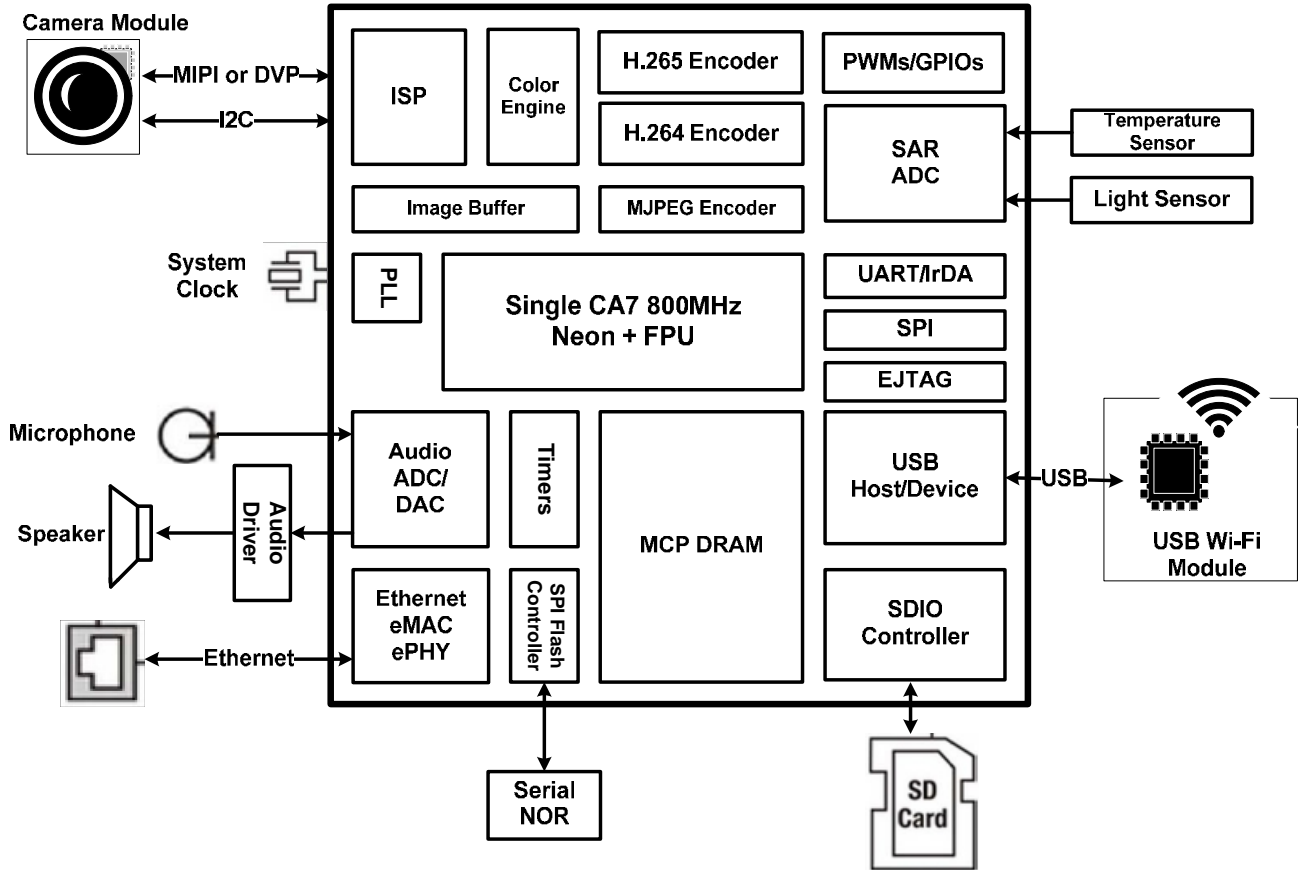 Camera Module
MIPI or DVP
I2C
ISP
Color
Engine
H.265 Encoder
H.264 Encoder
PWMs/GPIOs
SAR
ADC
Temperature
Sensor
Light Sensor
Image Buffer
MJPEG Encoder
System
Clock
PLL
Single CA7 800MHz
Neon + FPU
UART/IrDA
SPI
EJTAG
Microphone
Audio
ADC/
DAC
Timers
MCP DRAM
USB
Host/Device
USB
USB Wi-Fi
Module
Speaker
Audio
Driver
Ethernet
Ethernet
eMAC
ePHY
SPI Flash
Controller
SDIO
Controller
Serial
NOR
SD
Card